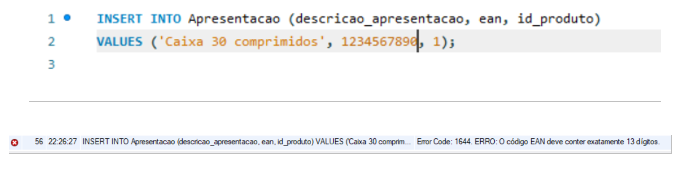 1 INSERT INTO Apresentacao (descricao_apresentacao, ean, id_produto)
2 VALUES ('Caixa 30 comprimidos', 1234567890, 1);
3
56 22:26:27 INSERT INTO Apresentacao (descricao_apresentacao, ean, id_produto) VALUES ('Caixa 30 comprim... Error Code: 1644. ERRO: O código EAN deve conter exatamente 13 dígitos.